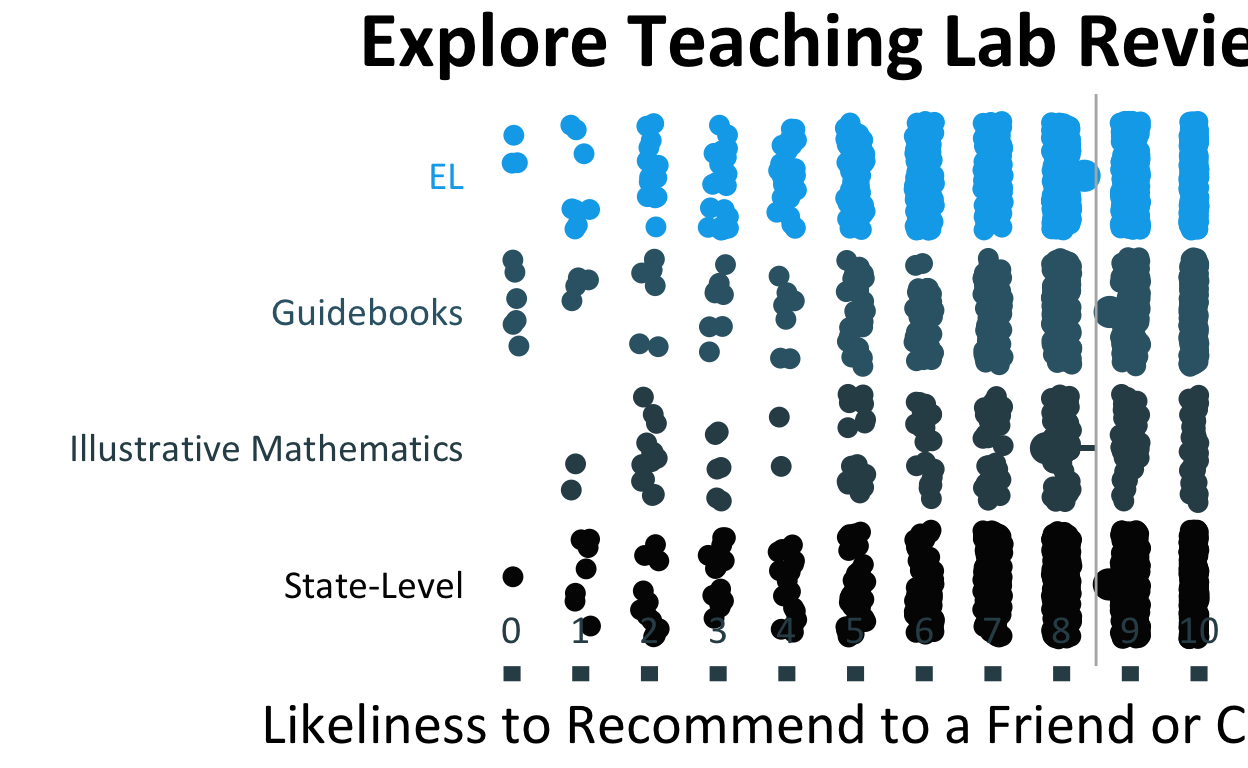 Explore Teaching Lab Revie
EL
Guidebooks
Illustrative Mathematics
State-Level
0 1 2 3 4 5 6 7 8 9 10
Likeliness to Recommend to a Friend or C